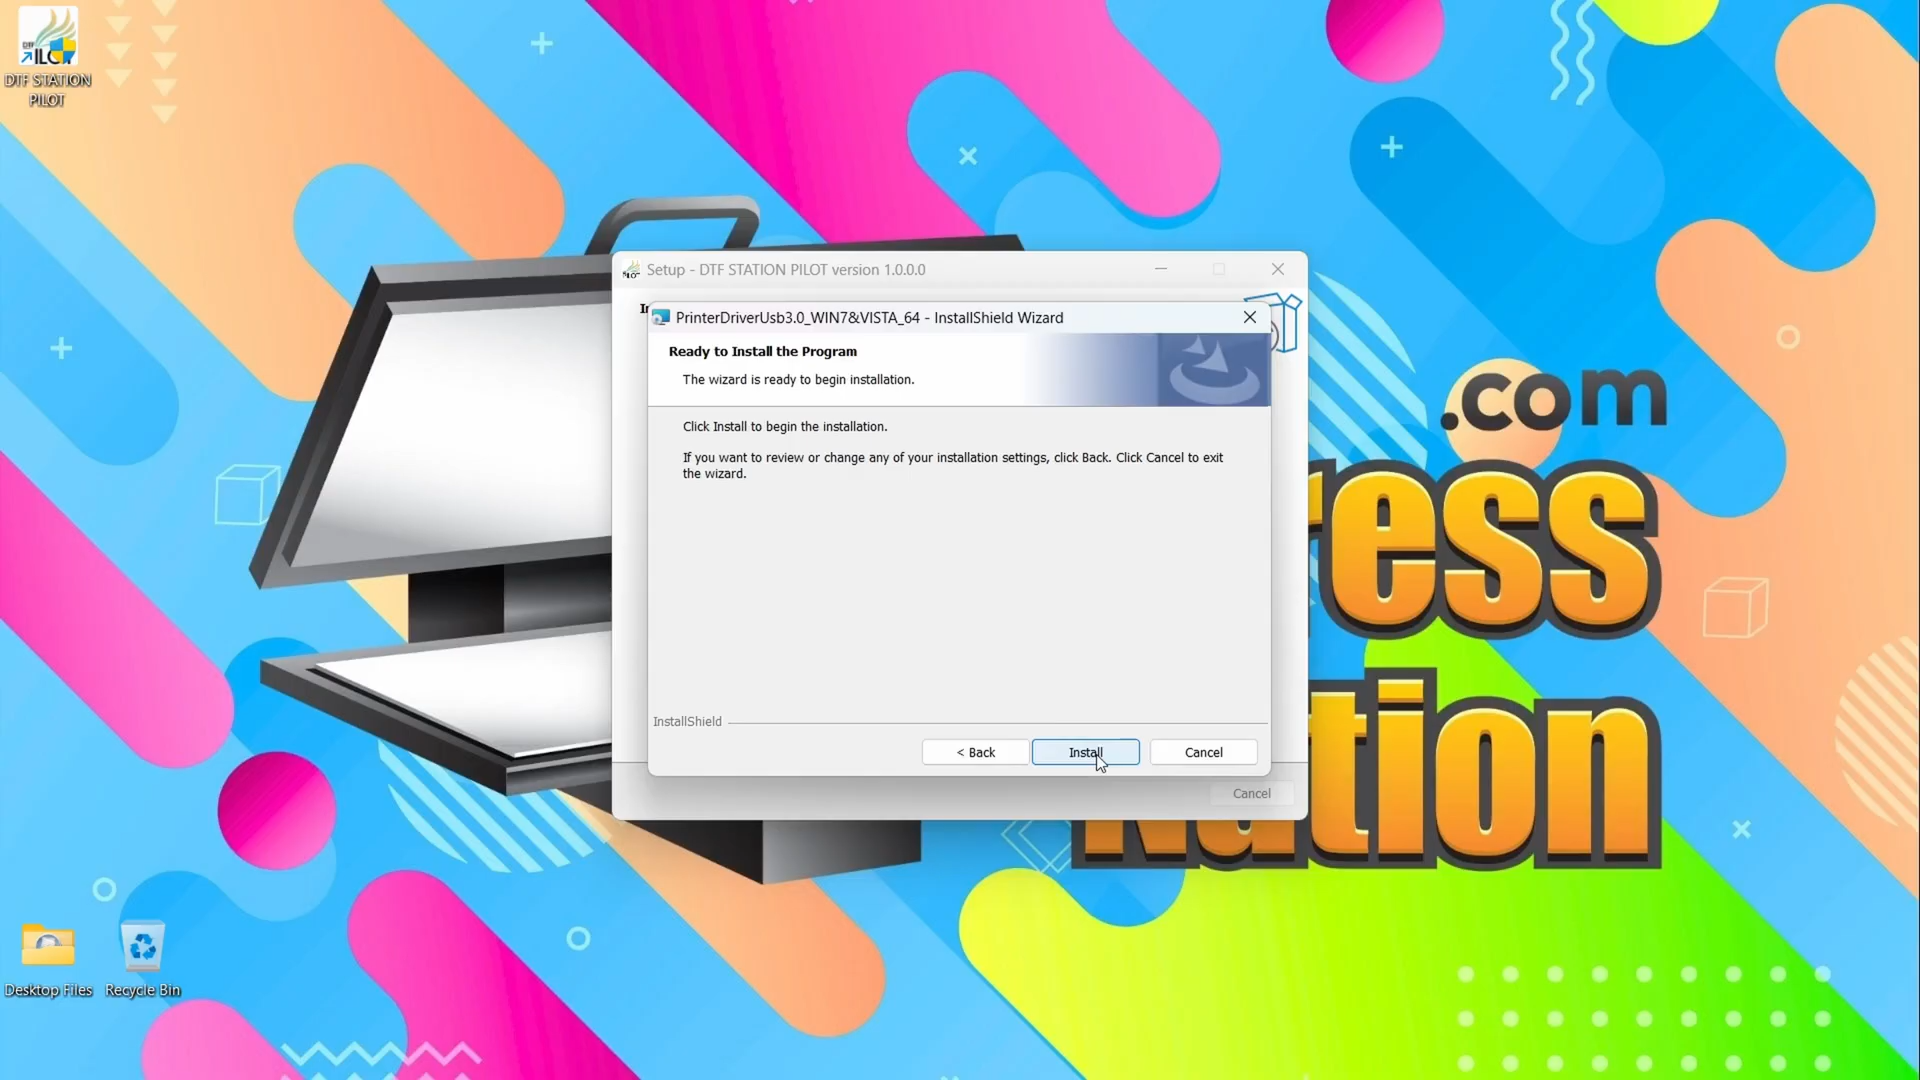 DTF STATION
PILOT
Setup - DTF STATION PILOT version 1.0.0.0
PrinterDriverUsb3.0_WIN7&VISTA_64 - InstallShield Wizard
Ready to Install the Program
The wizard is ready to begin installation.
Click Install to begin the installation.
If you want to review or change any of your installation settings, click Back. Click Cancel to exit
the wizard.
InstallShield
< Back
Install
Cancel
Cancel
.com
ress
Nation
Desktop Files
Recycle Bin